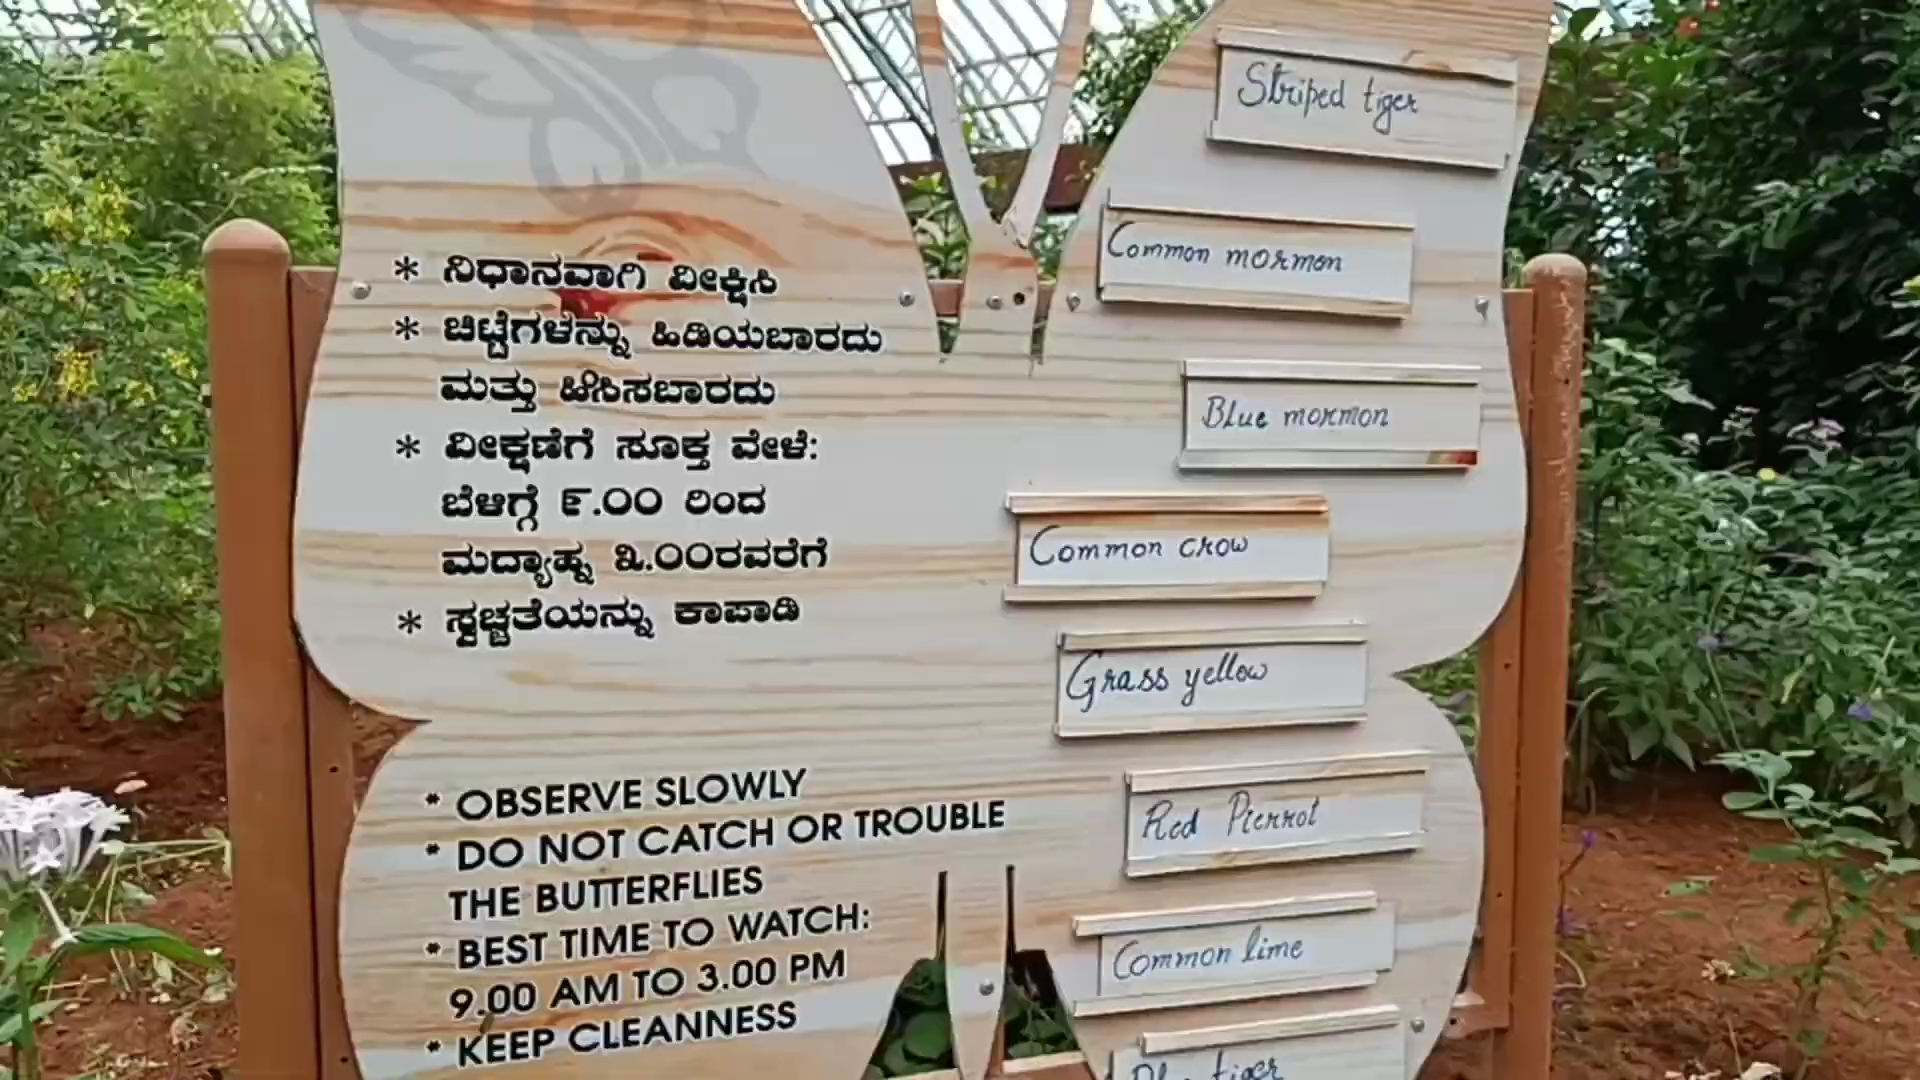 * ನಿಧಾನವಾಗಿ ವೀಕ್ಷಿಸಿ
* ಚಿಟ್ಟೆಗಳನ್ನು ಹಿಡಿಯಬಾರದು
ಮತ್ತು ಹಿಂಸಿಸಬಾರದು
* ವೀಕ್ಷಣೆಗೆ ಸೂಕ್ತ ವೇಳೆ:
ಬೆಳಿಗ್ಗೆ ೯.೦೦ ರಿಂದ
ಮದ್ಯಾಹ್ನ ೩.೦೦ರವರೆಗೆ
* ಸ್ವಚ್ಚತೆಯನ್ನು ಕಾಪಾಡಿ
* OBSERVE SLOWLY
* DO NOT CATCH OR TROUBLE
THE BUTTERFLIES
* BEST TIME TO WATCH:
9.00 AM TO 3.00 PM
* KEEP CLEANNESS
Striped tiger
Common mormon
Blue mormon
Common crow
Grass yellow
Red Pierrot
Common lime
tiger